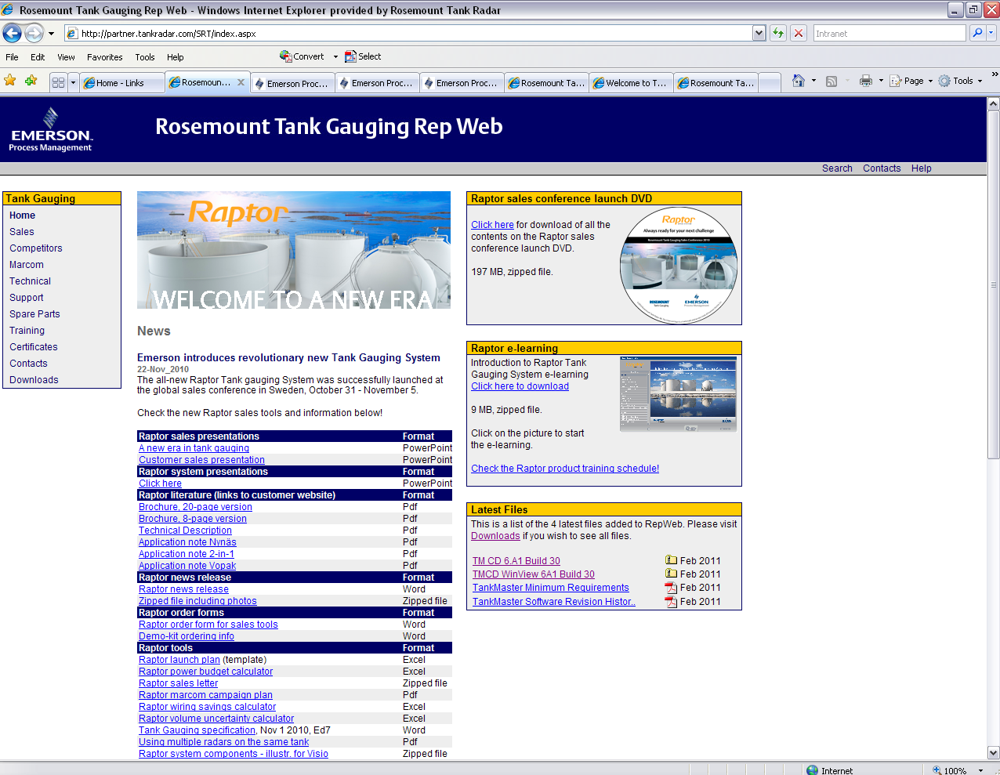 Rosemount Tank Gauging Rep Web - Windows Internet Explorer provided by Rosemount Tank Radar
http://partner.tankradar.com/SRT/index.aspx
Intranet
File Edit View Favorites Tools Help
Convert Select
Home - Links
Rosemoun...
Emerson Proc...
Emerson Proc...
Emerson Proc...
Rosemount Ta...
Welcome to T...
Rosemount Ta...
Page Tools
EMERSON
Process Management
Rosemount Tank Gauging Rep Web
Search Contacts Help
Tank Gauging
Home
Sales
Competitors
Marcom
Technical
Support
Spare Parts
Training
Certificates
Contacts
Downloads
Raptor
WELCOME TO A NEW ERA
News
Emerson introduces revolutionary new Tank Gauging System
22-Nov_2010
The all-new Raptor Tank gauging System was successfully launched at
the global sales conference in Sweden, October 31 - November 5.
Check the new Raptor sales tools and information below!
Raptor sales presentations Format
A new era in tank gauging PowerPoint
Customer sales presentation PowerPoint
Raptor system presentations Format
Click here PowerPoint
Raptor literature (links to customer website) Format
Brochure, 20-page version Pdf
Brochure, 8-page version Pdf
Technical Description Pdf
Application note Nynäs Pdf
Application note 2-in-1 Pdf
Application note Vopak Pdf
Raptor news release Format
Raptor news release Word
Zipped file including photos Zipped file
Raptor order forms Format
Raptor order form for sales tools Word
Demo-kit ordering info Word
Raptor tools Format
Raptor launch plan (template) Excel
Raptor power budget calculator Excel
Raptor sales letter Zipped file
Raptor marcom campaign plan Pdf
Raptor wiring savings calculator Excel
Raptor volume uncertainty calculator Excel
Tank Gauging specification, Nov 1 2010, Ed7 Word
Using multiple radars on the same tank Pdf
Raptor system components - illustr. for Visio Zipped file
Raptor sales conference launch DVD
Click here for download of all the
contents on the Raptor sales
conference launch DVD.
197 MB, zipped file.
Raptor
Always ready for your next challenge
Rosemount Tank Gauging Sales Conference 2010
ROSEMOUNT
Tank Gauging
EMERSON
Process Management
Raptor e-learning
Introduction to Raptor Tank
Gauging System e-learning
Click here to download
9 MB, zipped file.
Click on the picture to start
the e-learning.
Check the Raptor product training schedule!
Latest Files
This is a list of the 4 latest files added to RepWeb. Please visit
Downloads if you wish to see all files.
TM CD 6.A1 Build 30 Feb 2011
TMCD WinView 6A1 Build 30 Feb 2011
TankMaster Minimum Requirements Feb 2011
TankMaster Software Revision Histor.. Feb 2011
Internet
100%